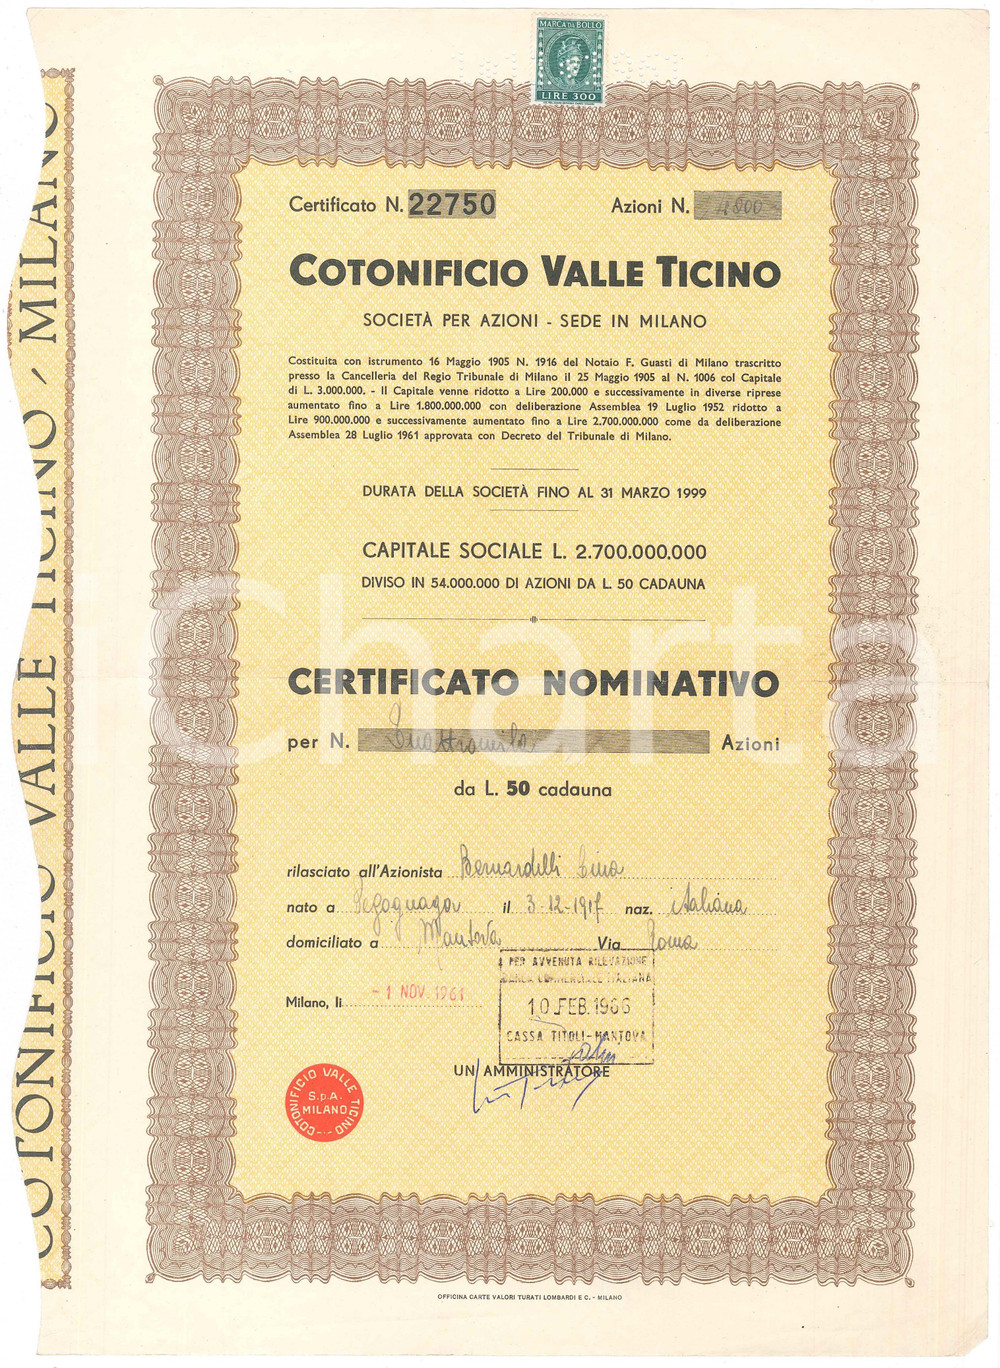 MARCA DA BOLLO
LIRE 300
Certificato N. 22750 Azioni N. 4000
COTONIFICIO VALLE TICINO
SOCIETÀ PER AZIONI - SEDE IN MILANO
Costituita con istrumento 16 Maggio 1905 N. 1916 del Notaio F. Guasti di Milano trascritto
presso la Cancelleria del Regio Tribunale di Milano il 25 Maggio 1905 al N. 1006 col Capitale
di L. 3.000.000. - Il Capitale venne ridotto a Lire 200.000 e successivamente in diverse riprese
aumentato fino a Lire 1.800.000.000 con deliberazione Assemblea 19 Luglio 1952 ridotto a
Lire 900.000.000 e successivamente aumentato fino a Lire 2.700.000.000 come da deliberazione
Assemblea 28 Luglio 1961 approvata con Decreto del Tribunale di Milano.
DURATA DELLA SOCIETÀ FINO AL 31 MARZO 1999
CAPITALE SOCIALE L. 2.700.000.000
DIVISO IN 54.000.000 DI AZIONI DA L. 50 CADAUNA
iCharta
CERTIFICATO NOMINATIVO
per N. Quattromila Azioni
da L. 50 cadauna
rilasciato all'Azionista Bernardelli
nato a Pegognaga il 3-12-1917 naz. italiana
domiciliato a Mantova Via Roma
PER AVVENUTA RILEVAZIONE
BANCA COMMERCIALE ITALIANA
Milano, li - 1 NOV. 1961
10 FEB. 1966
CASSA TITOLI - MANTOVA
UN AMMINISTRATORE
COTONIFICIO VALLE TICINO
S.p.A.
MILANO
COTONIFICIO VALLE TICINO - MILANO
OFFICINA CARTE VALORI TURATI LOMBARDI E C. - MILANO